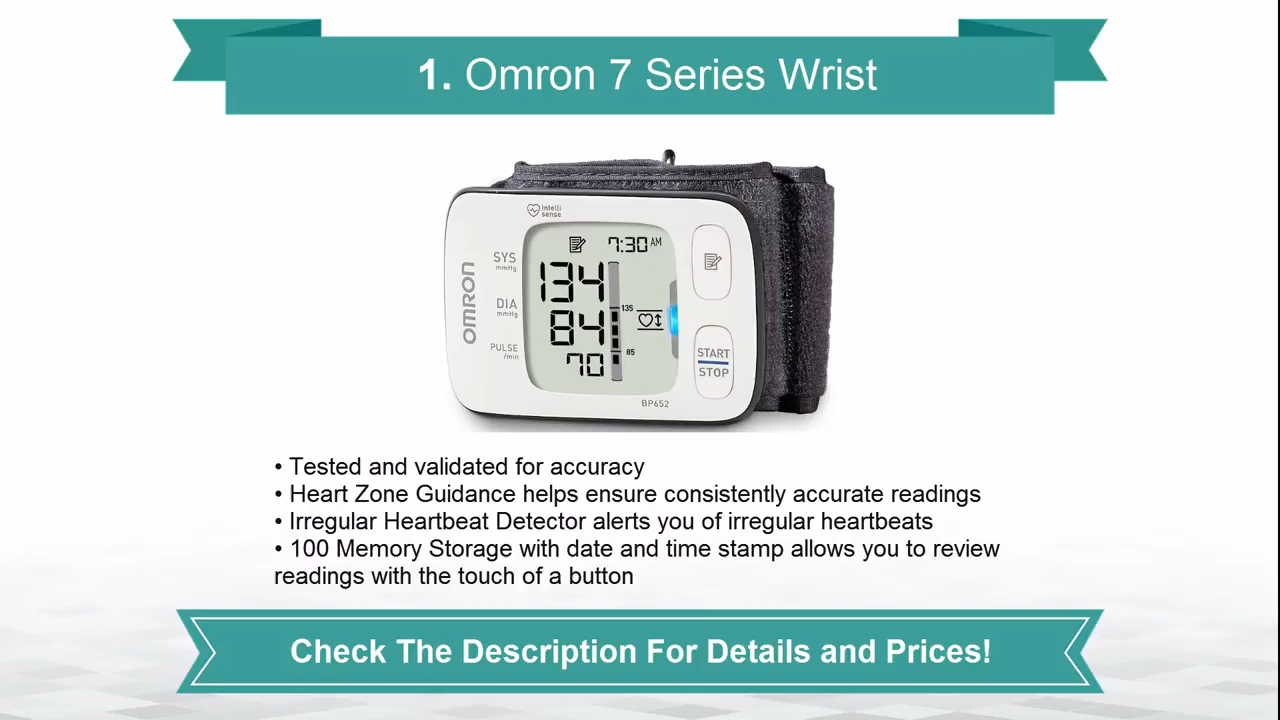 1. Omron 7 Series Wrist
intelli
sense
7:30 AM
SYS
mmHg
134
135
DIA
mmHg
84
PULSE
/min
85
70
OMRON
START
STOP
BP652
• Tested and validated for accuracy
• Heart Zone Guidance helps ensure consistently accurate readings
• Irregular Heartbeat Detector alerts you of irregular heartbeats
• 100 Memory Storage with date and time stamp allows you to review
readings with the touch of a button
Check The Description For Details and Prices!